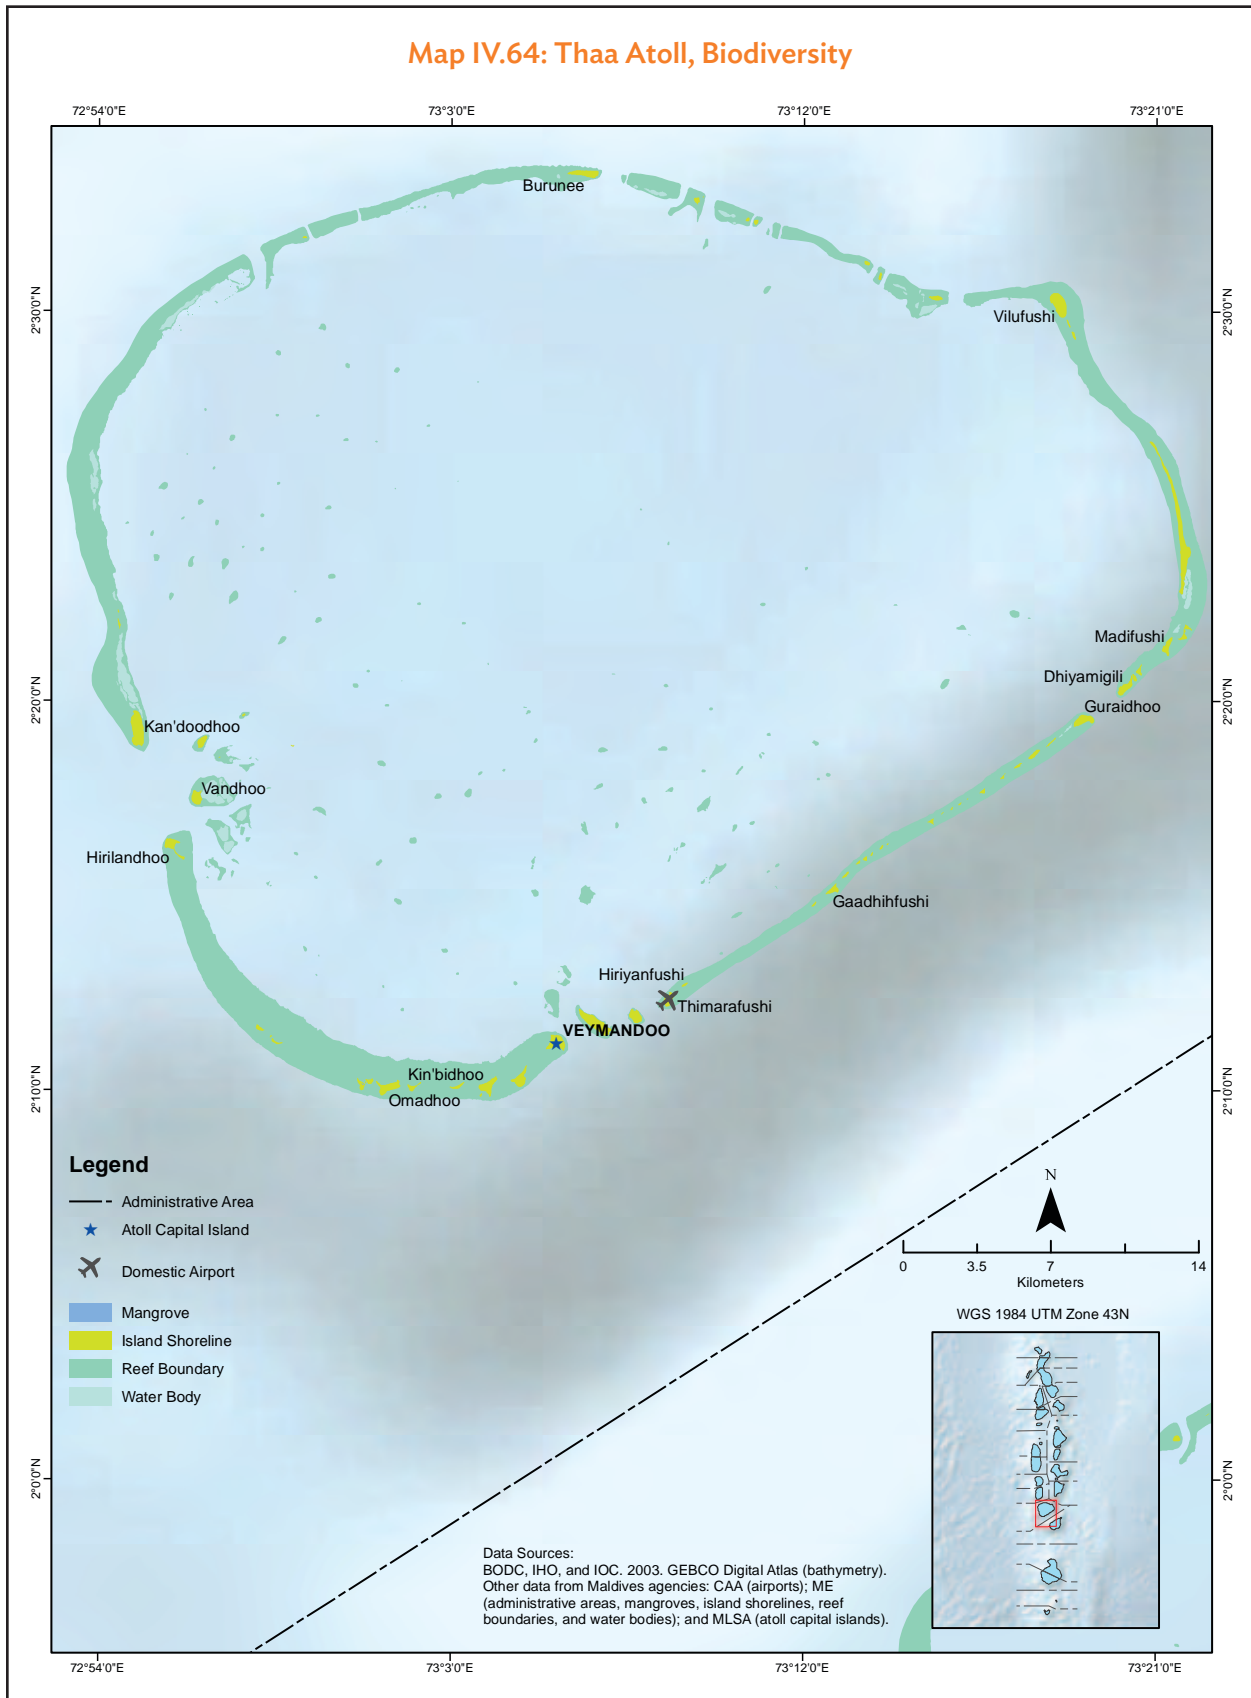 Map IV.64: Thaa Atoll, Biodiversity
72°54'0"E
73°3'0"E
73°12'0"E
73°21'0"E
Burunee
2°30'0"N
2°30'0"N
Vilufushi
Madifushi
Dhiyamigili
2°20'0"N
2°20'0"N
Guraidhoo
Kan'doodhoo
Vandhoo
Hirilandhoo
Gaadhihfushi
Hiriyanfushi
Thimarafushi
VEYMANDOO
Kin'bidhoo
Omadhoo
2°10'0"N
2°10'0"N
Legend
Administrative Area
Atoll Capital Island
Domestic Airport
Mangrove
Island Shoreline
Reef Boundary
Water Body
N
0 3.5 7 14
Kilometers
WGS 1984 UTM Zone 43N
2°0'0"N
2°0'0"N
Data Sources:
BODC, IHO, and IOC. 2003. GEBCO Digital Atlas (bathymetry).
Other data from Maldives agencies: CAA (airports); ME
(administrative areas, mangroves, island shorelines, reef
boundaries, and water bodies); and MLSA (atoll capital islands).
72°54'0"E
73°3'0"E
73°12'0"E
73°21'0"E